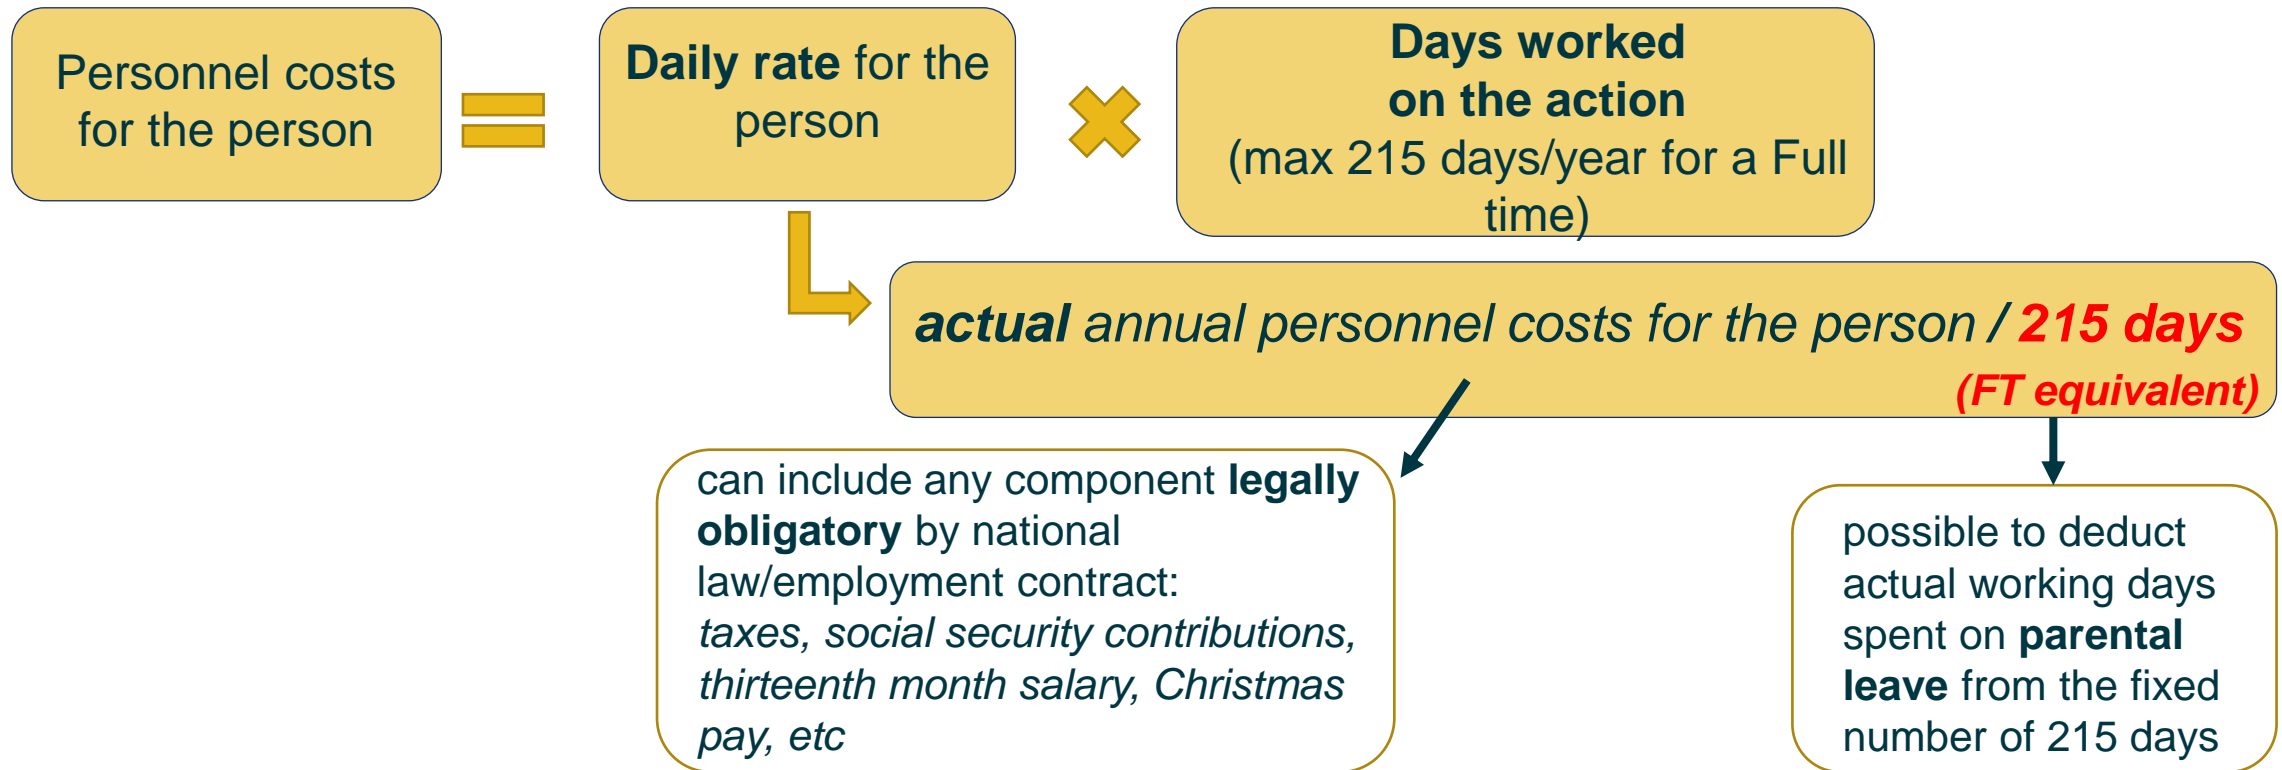 Personnel costs
for the person
Daily rate for the
person
Days worked
on the action
(max 215 days/year for a Full
time)
actual annual personnel costs for the person / 215 days
(FT equivalent)
can include any component legally
obligatory by national
law/employment contract:
taxes, social security contributions,
thirteenth month salary, Christmas
pay, etc
possible to deduct
actual working days
spent on parental
leave from the fixed
number of 215 days